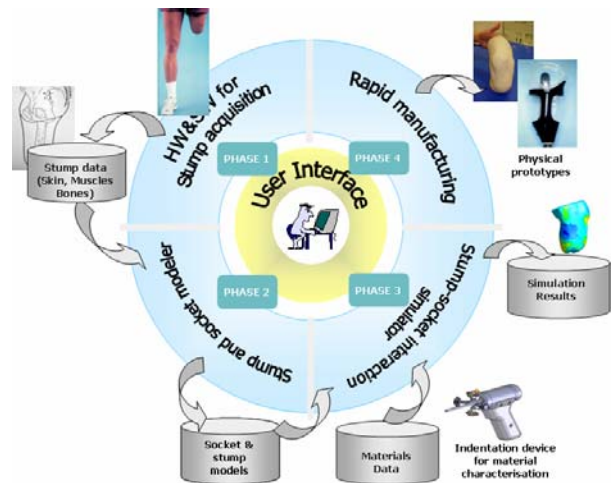 HW&SW for
Stump acquisition
Rapid manufacturing
PHASE 1
PHASE 4
User Interface
Stump data
(Skin, Muscles
Bones)
Physical
prototypes
Simulation
Results
PHASE 2
PHASE 3
Stump and socket modeler
Stump-socket interaction
simulator
Socket &
stump
models
Materials
Data
Indentation device
for material
characterisation